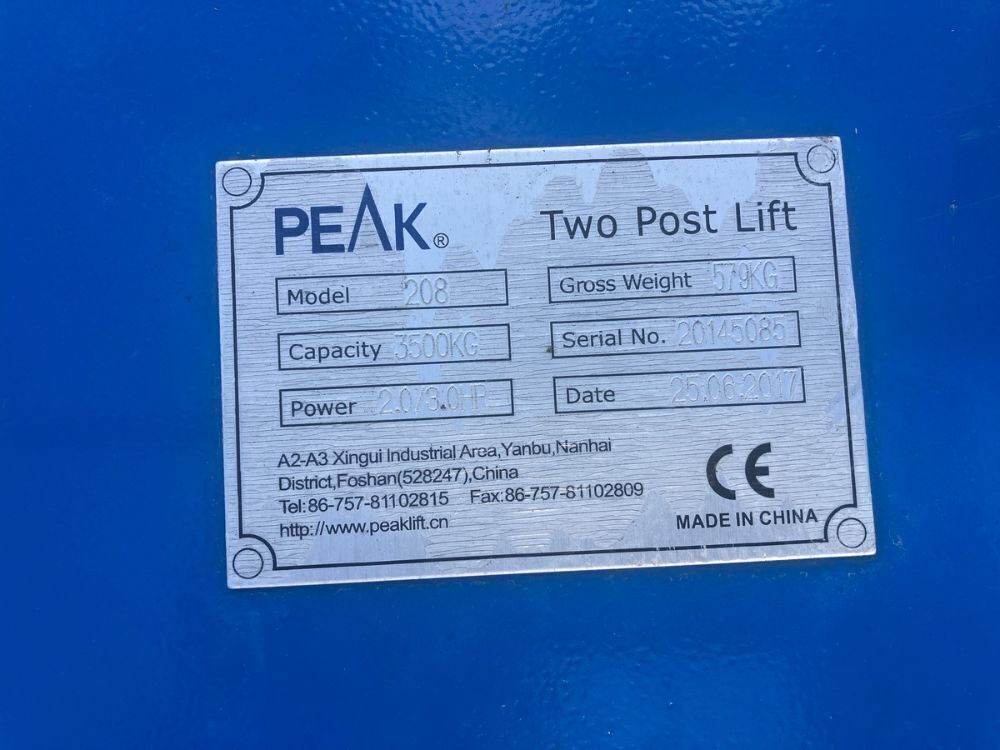 PEAK® Two Post Lift
Model 208 Gross Weight 579KG
Capacity 3500KG Serial No. 20145085
Power 2.0/3.0HP Date 25.06.2017
A2-A3 Xingui Industrial Area,Yanbu,Nanhai
District,Foshan(528247),China
Tel:86-757-81102815 Fax:86-757-81102809
http://www.peaklift.cn
CE
MADE IN CHINA